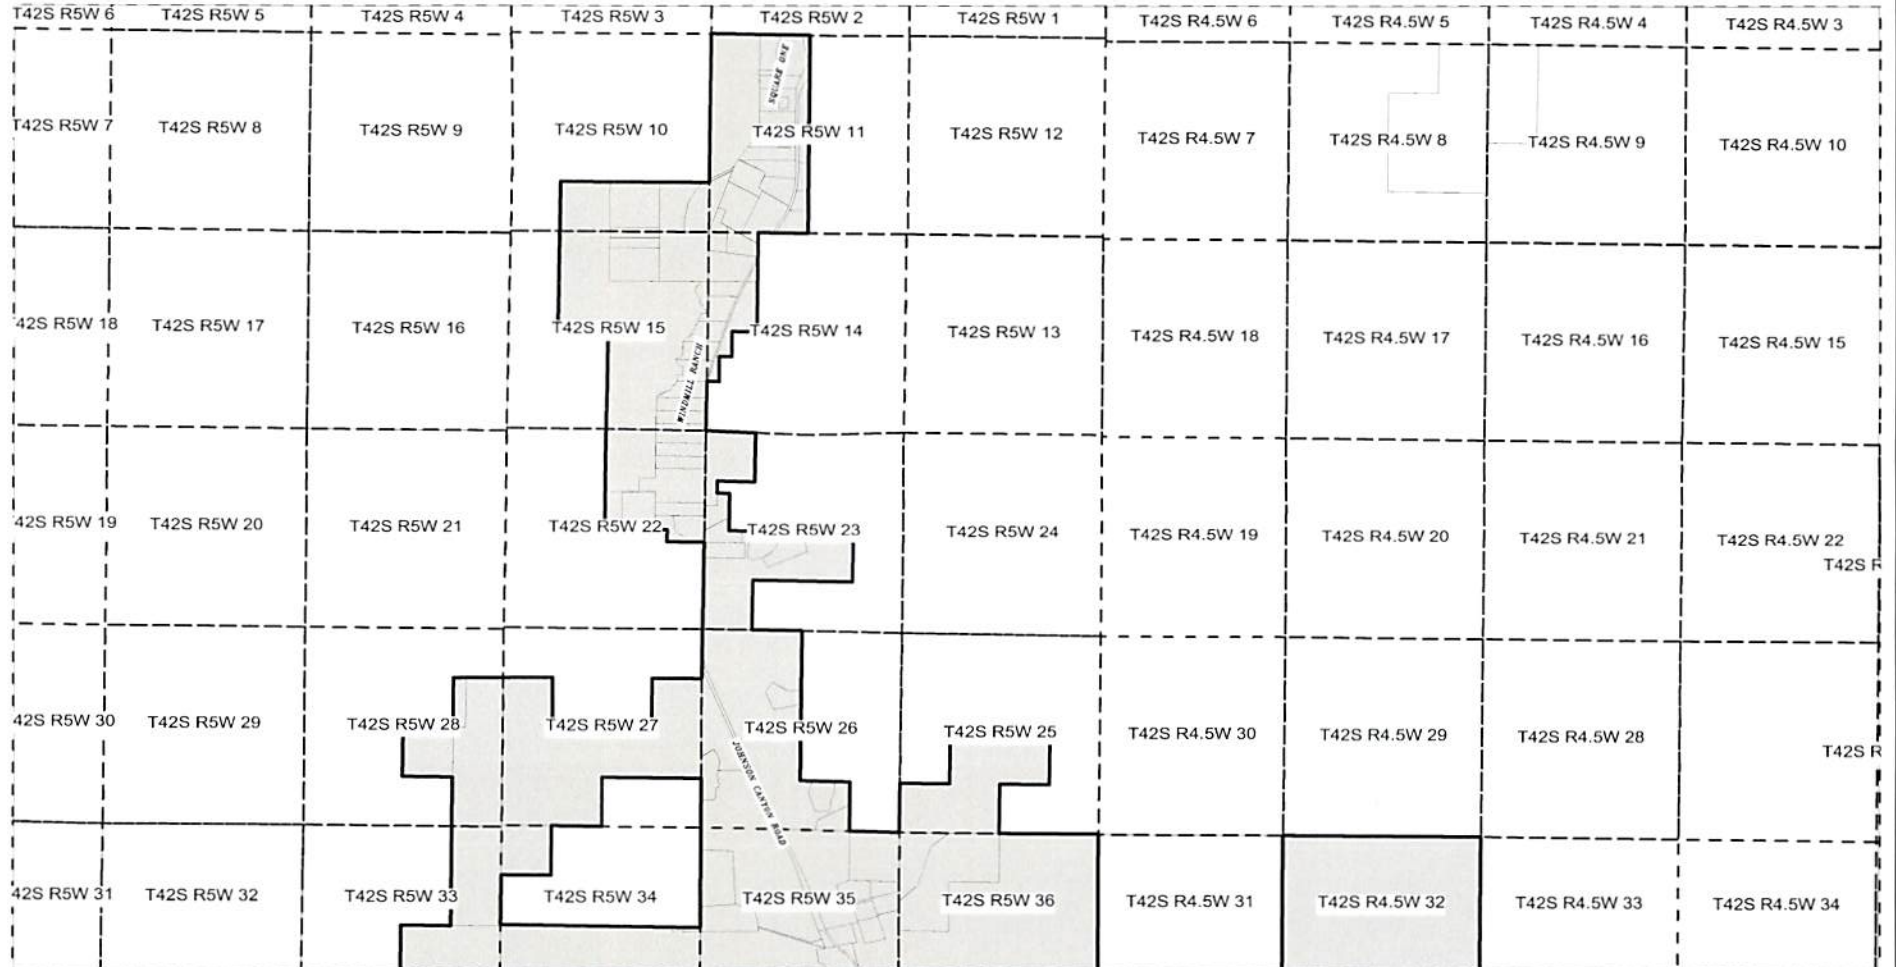 T42S R5W 6
T42S R5W 5
T42S R5W 4
T42S R5W 3
T42S R5W 2
T42S R5W 1
T42S R4.5W 6
T42S R4.5W 5
T42S R4.5W 4
T42S R4.5W 3
SQUARE ONE
T42S R5W 7
T42S R5W 8
T42S R5W 9
T42S R5W 10
T42S R5W 11
T42S R5W 12
T42S R4.5W 7
T42S R4.5W 8
T42S R4.5W 9
T42S R4.5W 10
42S R5W 18
T42S R5W 17
T42S R5W 16
T42S R5W 15
T42S R5W 14
T42S R5W 13
T42S R4.5W 18
T42S R4.5W 17
T42S R4.5W 16
T42S R4.5W 15
WINDMILL RANCH
42S R5W 19
T42S R5W 20
T42S R5W 21
T42S R5W 22
T42S R5W 23
T42S R5W 24
T42S R4.5W 19
T42S R4.5W 20
T42S R4.5W 21
T42S R4.5W 22
T42S R
42S R5W 30
T42S R5W 29
T42S R5W 28
T42S R5W 27
T42S R5W 26
T42S R5W 25
T42S R4.5W 30
T42S R4.5W 29
T42S R4.5W 28
T42S R
JOHNSON CANYON ROAD
42S R5W 31
T42S R5W 32
T42S R5W 33
T42S R5W 34
T42S R5W 35
T42S R5W 36
T42S R4.5W 31
T42S R4.5W 32
T42S R4.5W 33
T42S R4.5W 34